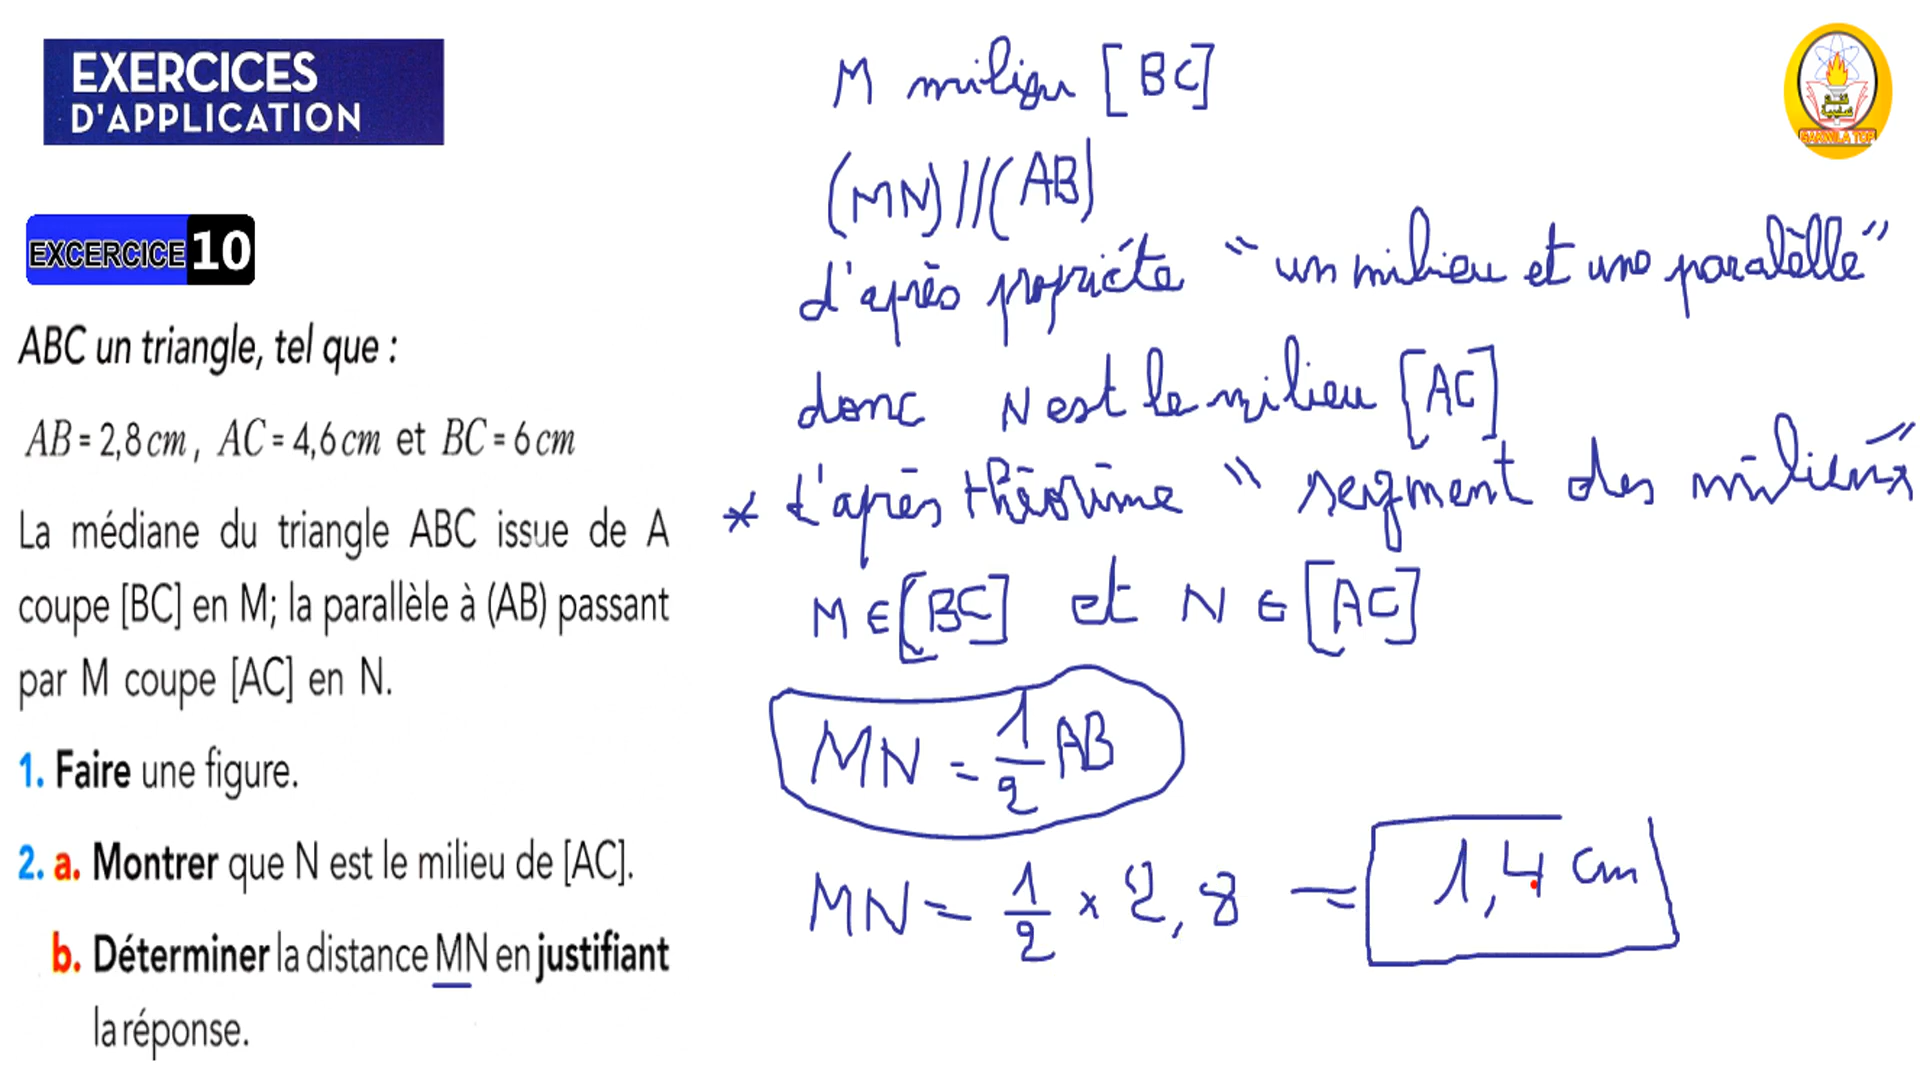 EXERCICES
D'APPLICATION
EXCERCICE 10
ABC un triangle, tel que :
AB = 2,8 cm , AC = 4,6 cm et BC = 6 cm
La médiane du triangle ABC issue de A
coupe [BC] en M; la parallèle à (AB) passant
par M coupe [AC] en N.
1. Faire une figure.
2. a. Montrer que N est le milieu de [AC].
b. Déterminer la distance MN en justifiant
la réponse.
M milieu [BC]
(MN)//(AB)
d'après propriéte "un milieu et une paralèlle"
donc N est le milieu [AC]
* d'après théorème "segment des milieux"
M ∈ [BC] et N ∈ [AC]
MN = 1/2 AB
MN = 1/2 × 2,8 = 1,4 cm